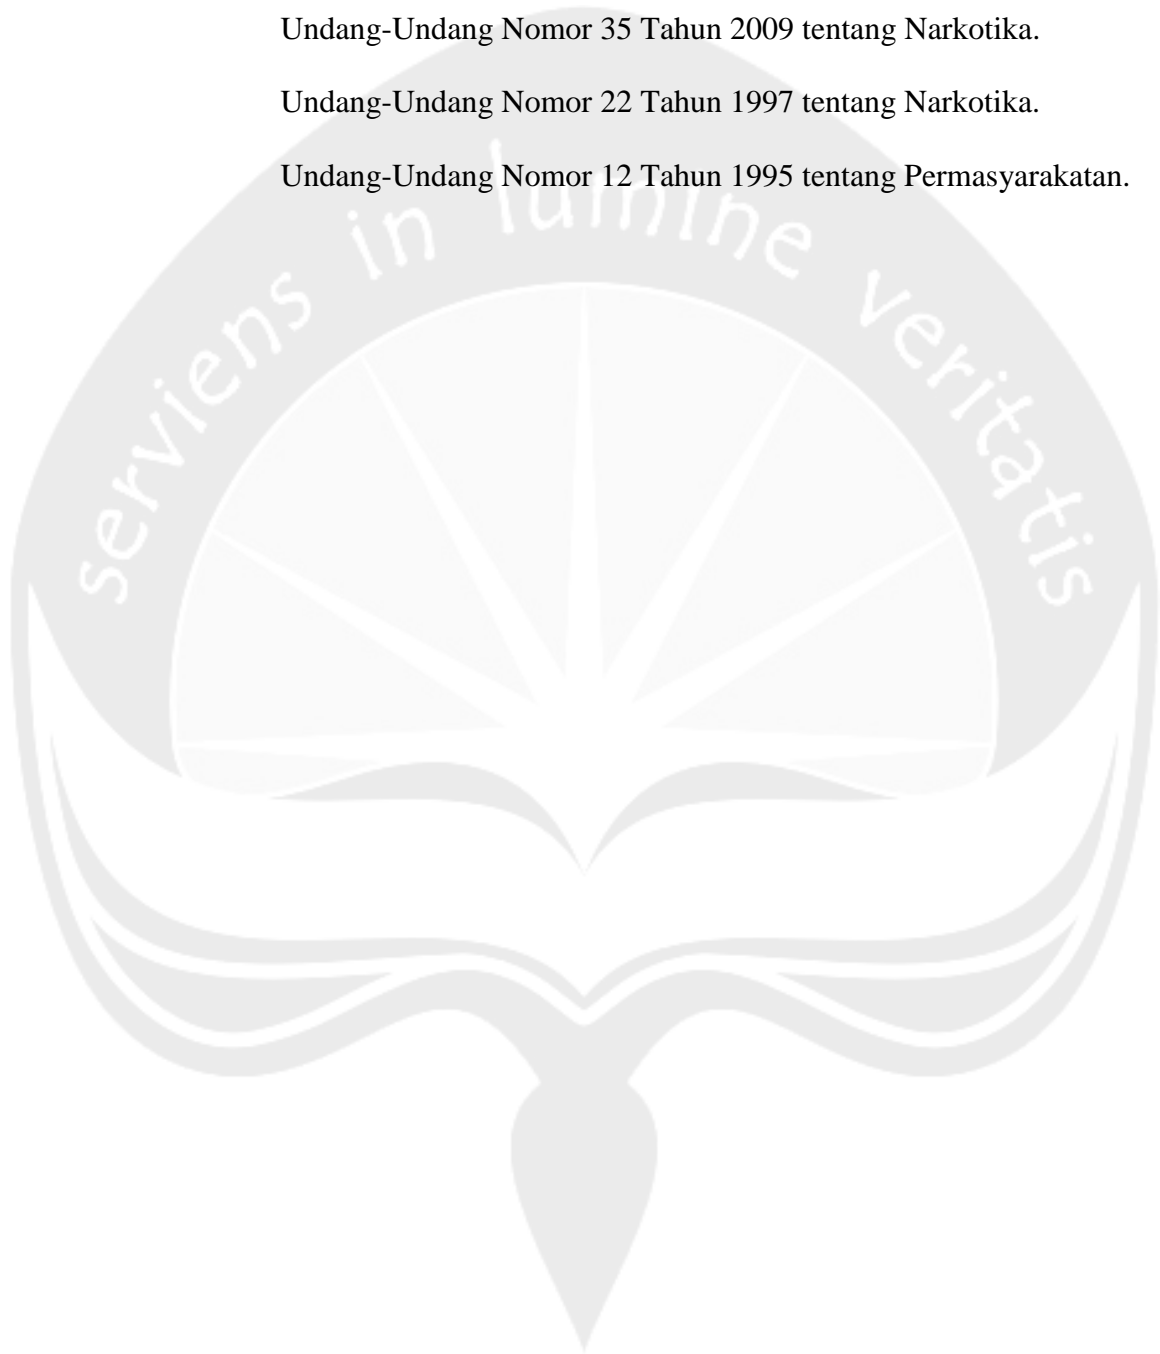 Undang-Undang Nomor 35 Tahun 2009 tentang Narkotika.
Undang-Undang Nomor 22 Tahun 1997 tentang Narkotika.
Undang-Undang Nomor 12 Tahun 1995 tentang Permasyarakatan.
serviens in lumine veritatis